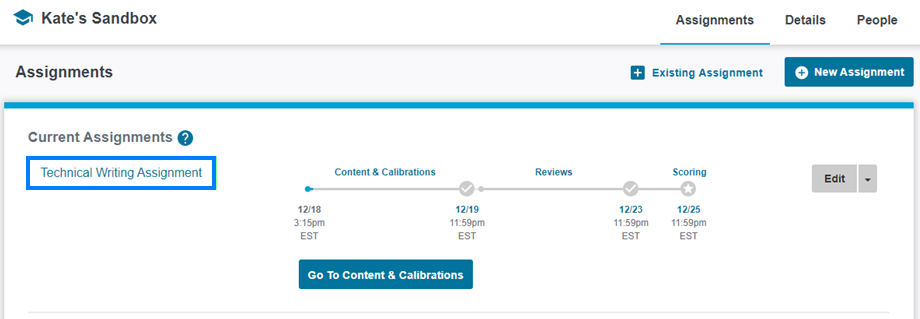 Kate's Sandbox
Assignments Details People
Assignments
Existing Assignment New Assignment
Current Assignments ?
Technical Writing Assignment
Content & Calibrations Reviews Scoring
Edit
12/18 12/19 12/23 12/25
3:15pm 11:59pm 11:59pm 11:59pm
EST EST EST EST
Go To Content & Calibrations